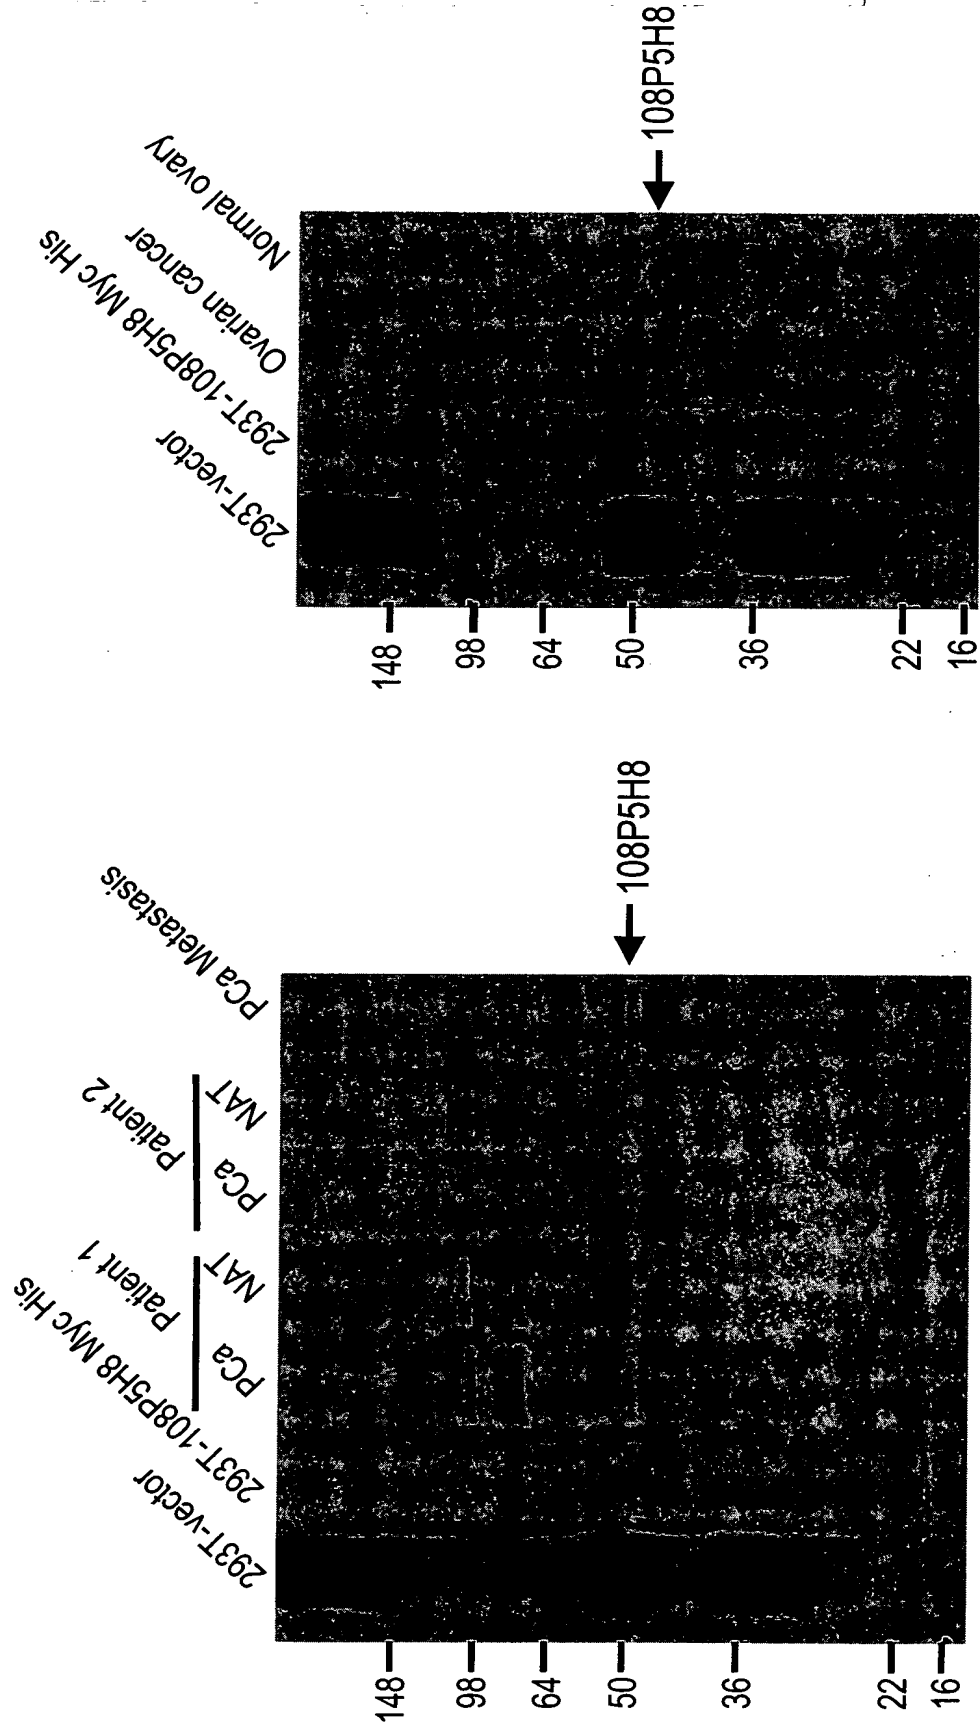 293T-vector
293T-108P5H8 Myc His
Ovarian cancer
Normal ovary
148
98
64
50
36
22
16
108P5H8
293T-vector
293T-108P5H8 Myc His
Patient 1
PCa
NAT
Patient 2
PCa
NAT
PCa Metastasis
148
98
64
50
36
22
16
108P5H8